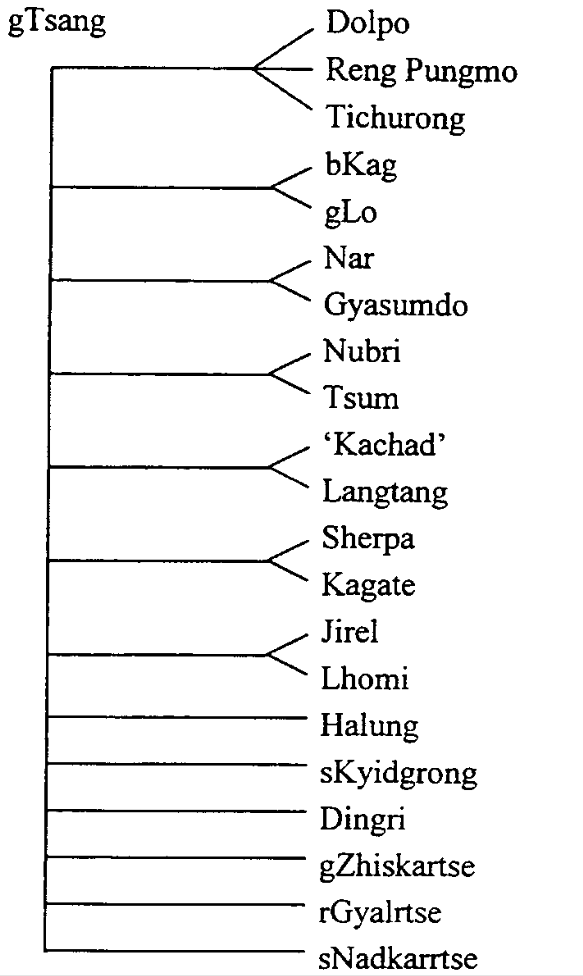 gTsang
Dolpo
Reng Pungmo
Tichurong
bKag
gLo
Nar
Gyasumdo
Nubri
Tsum
‘Kachad’
Langtang
Sherpa
Kagate
Jirel
Lhomi
Halung
sKyidgrong
Dingri
gZhiskartse
rGyalrtse
sNadkarrtse